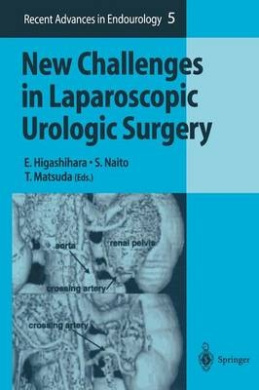 Recent Advances in Endourology 5
New Challenges
in Laparoscopic
Urologic Surgery
E. Higashihara · S. Naito
T. Matsuda (Eds.)
aorta
renal pelvis
crossing artery
crossing artery
Springer